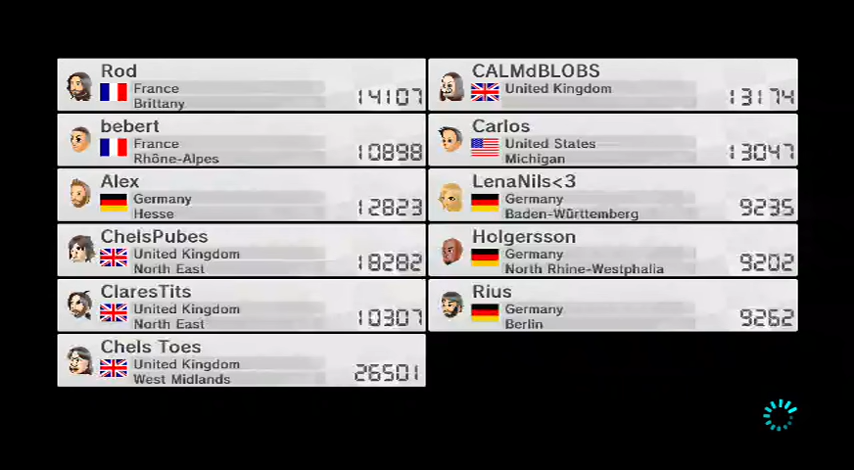 Rod
France
Brittany
14107
CALMdBLOBS
United Kingdom
13174
bebert
France
Rhône-Alpes
10898
Carlos
United States
Michigan
13047
Alex
Germany
Hesse
12823
LenaNils<3
Germany
Baden-Württemberg
9235
ChelsPubes
United Kingdom
North East
18282
Holgersson
Germany
North Rhine-Westphalia
9202
ClaresTits
United Kingdom
North East
10307
Rius
Germany
Berlin
9262
Chels Toes
United Kingdom
West Midlands
26501